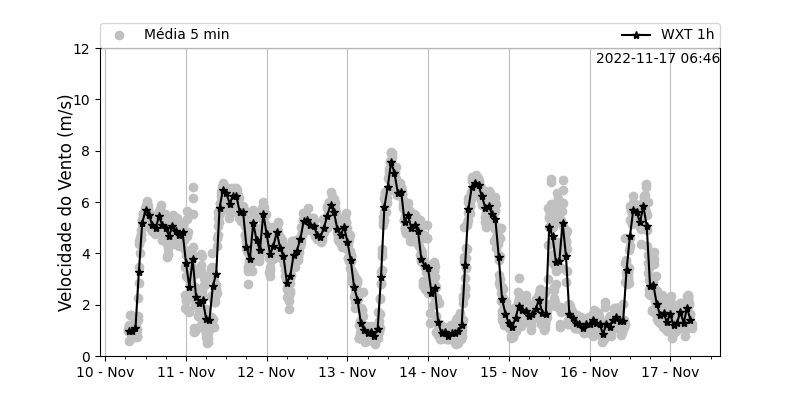 Média 5 min
WXT 1h
2022-11-17 06:46
Velocidade do Vento (m/s)
12
10
8
6
4
2
0
10 - Nov
11 - Nov
12 - Nov
13 - Nov
14 - Nov
15 - Nov
16 - Nov
17 - Nov